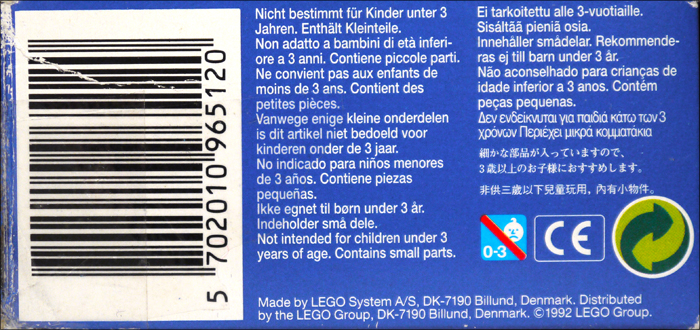 5 702010 965120
Nicht bestimmt für Kinder unter 3
Jahren. Enthält Kleinteile.
Non adatto a bambini di età inferi-
ore a 3 anni. Contiene piccole parti.
Ne convient pas aux enfants de
moins de 3 ans. Contient des
petites pièces.
Vanwege enige kleine onderdelen
is dit artikel niet bedoeld voor
kinderen onder de 3 jaar.
No indicado para niños menores
de 3 años. Contiene piezas
pequeñas.
Ikke egnet til børn under 3 år.
Indeholder små dele.
Not intended for children under 3
years of age. Contains small parts.
Ei tarkoitettu alle 3-vuotiaille.
Sisältää pieniä osia.
Innehåller smådelar. Rekommende-
ras ej till barn under 3 år.
Não aconselhado para crianças de
idade inferior a 3 anos. Contém
peças pequenas.
Δεν ενδείκνυται για παιδιά κάτω των 3
χρόνων Περιέχει μικρά κομματάκια
細かな部品が入っていますので、
3歳以上のお子様におすすめします。
非供三歲以下兒童玩用，內有小物件。
0-3
CE
Made by LEGO System A/S, DK-7190 Billund, Denmark. Distributed
by the LEGO Group, DK-7190 Billund, Denmark. ©1992 LEGO Group.